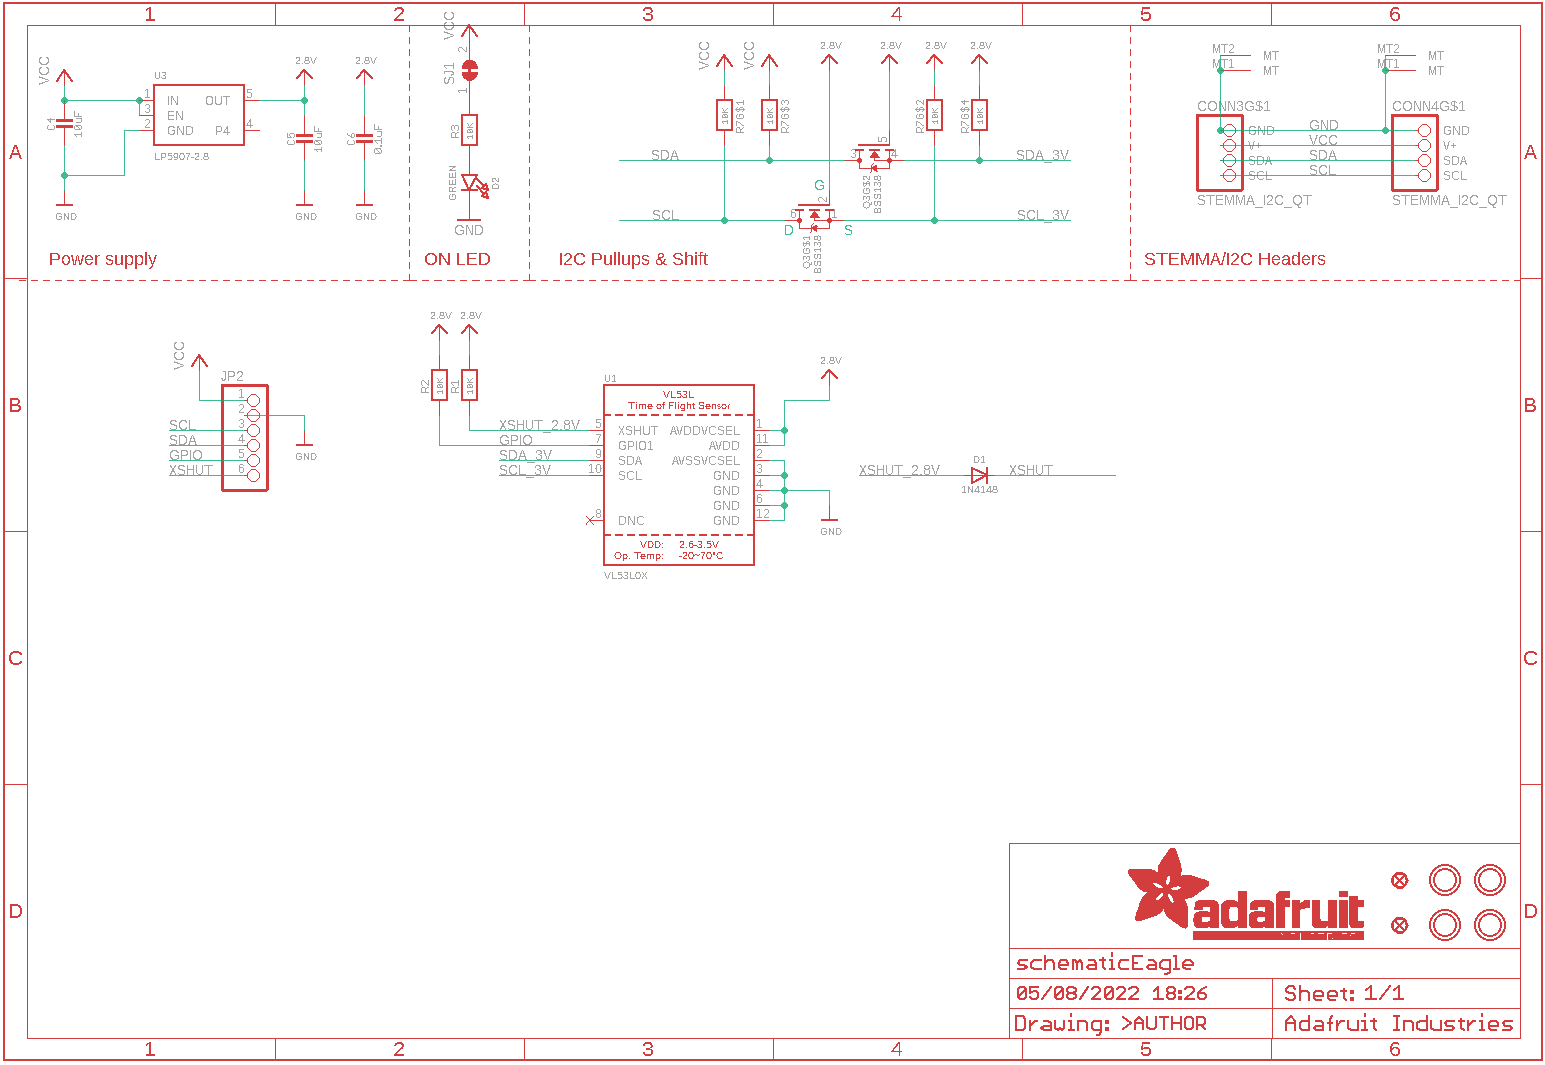 1 2 3 4 5 6
A
VCC
U3
1 IN OUT 5
3 EN
2 GND P4 4
LP5907-2.8
C4
10uF
GND
2.8V
C5
10uF
GND
2.8V
C6
0.1uF
GND
Power supply
VCC
2
SJ1
1
R3
10K
GREEN
D2
GND
ON LED
VCC VCC 2.8V 2.8V 2.8V 2.8V
10K R7G$1
10K R7G$3
10K R7G$2
10K R7G$4
SDA
3 5 4
Q3G$2
BSS138
SDA_3V
SCL
G
6 2 1
D S
Q3G$1
BSS138
SCL_3V
I2C Pullups & Shift
MT2 MT
MT1 MT
CONN3G$1
GND
V+
SDA
SCL
STEMMA_I2C_QT
GND
VCC
SDA
SCL
MT2 MT
MT1 MT
CONN4G$1
GND
V+
SDA
SCL
STEMMA_I2C_QT
STEMMA/I2C Headers
A
B
VCC
JP2
1
2
SCL 3
SDA 4
GPIO 5
XSHUT 6
GND
2.8V 2.8V
R2 10K
R1 10K
U1
VL53L
Time of Flight Sensor
XSHUT_2.8V 5 XSHUT AVDDVCSEL 1
GPIO 7 GPIO1 AVDD 11
SDA_3V 9 SDA AVSSVCSEL 2
SCL_3V 10 SCL GND 3
GND 4
GND 6
8 DNC GND 12
VDD: 2.6-3.5V
Op. Temp: -20~70°C
VL53L0X
2.8V
GND
XSHUT_2.8V
D1
1N4148
XSHUT
B
C
C
D
adafruit
schematicEagle
05/08/2022 18:26 Sheet: 1/1
Drawing: >AUTHOR Adafruit Industries
D
1 2 3 4 5 6